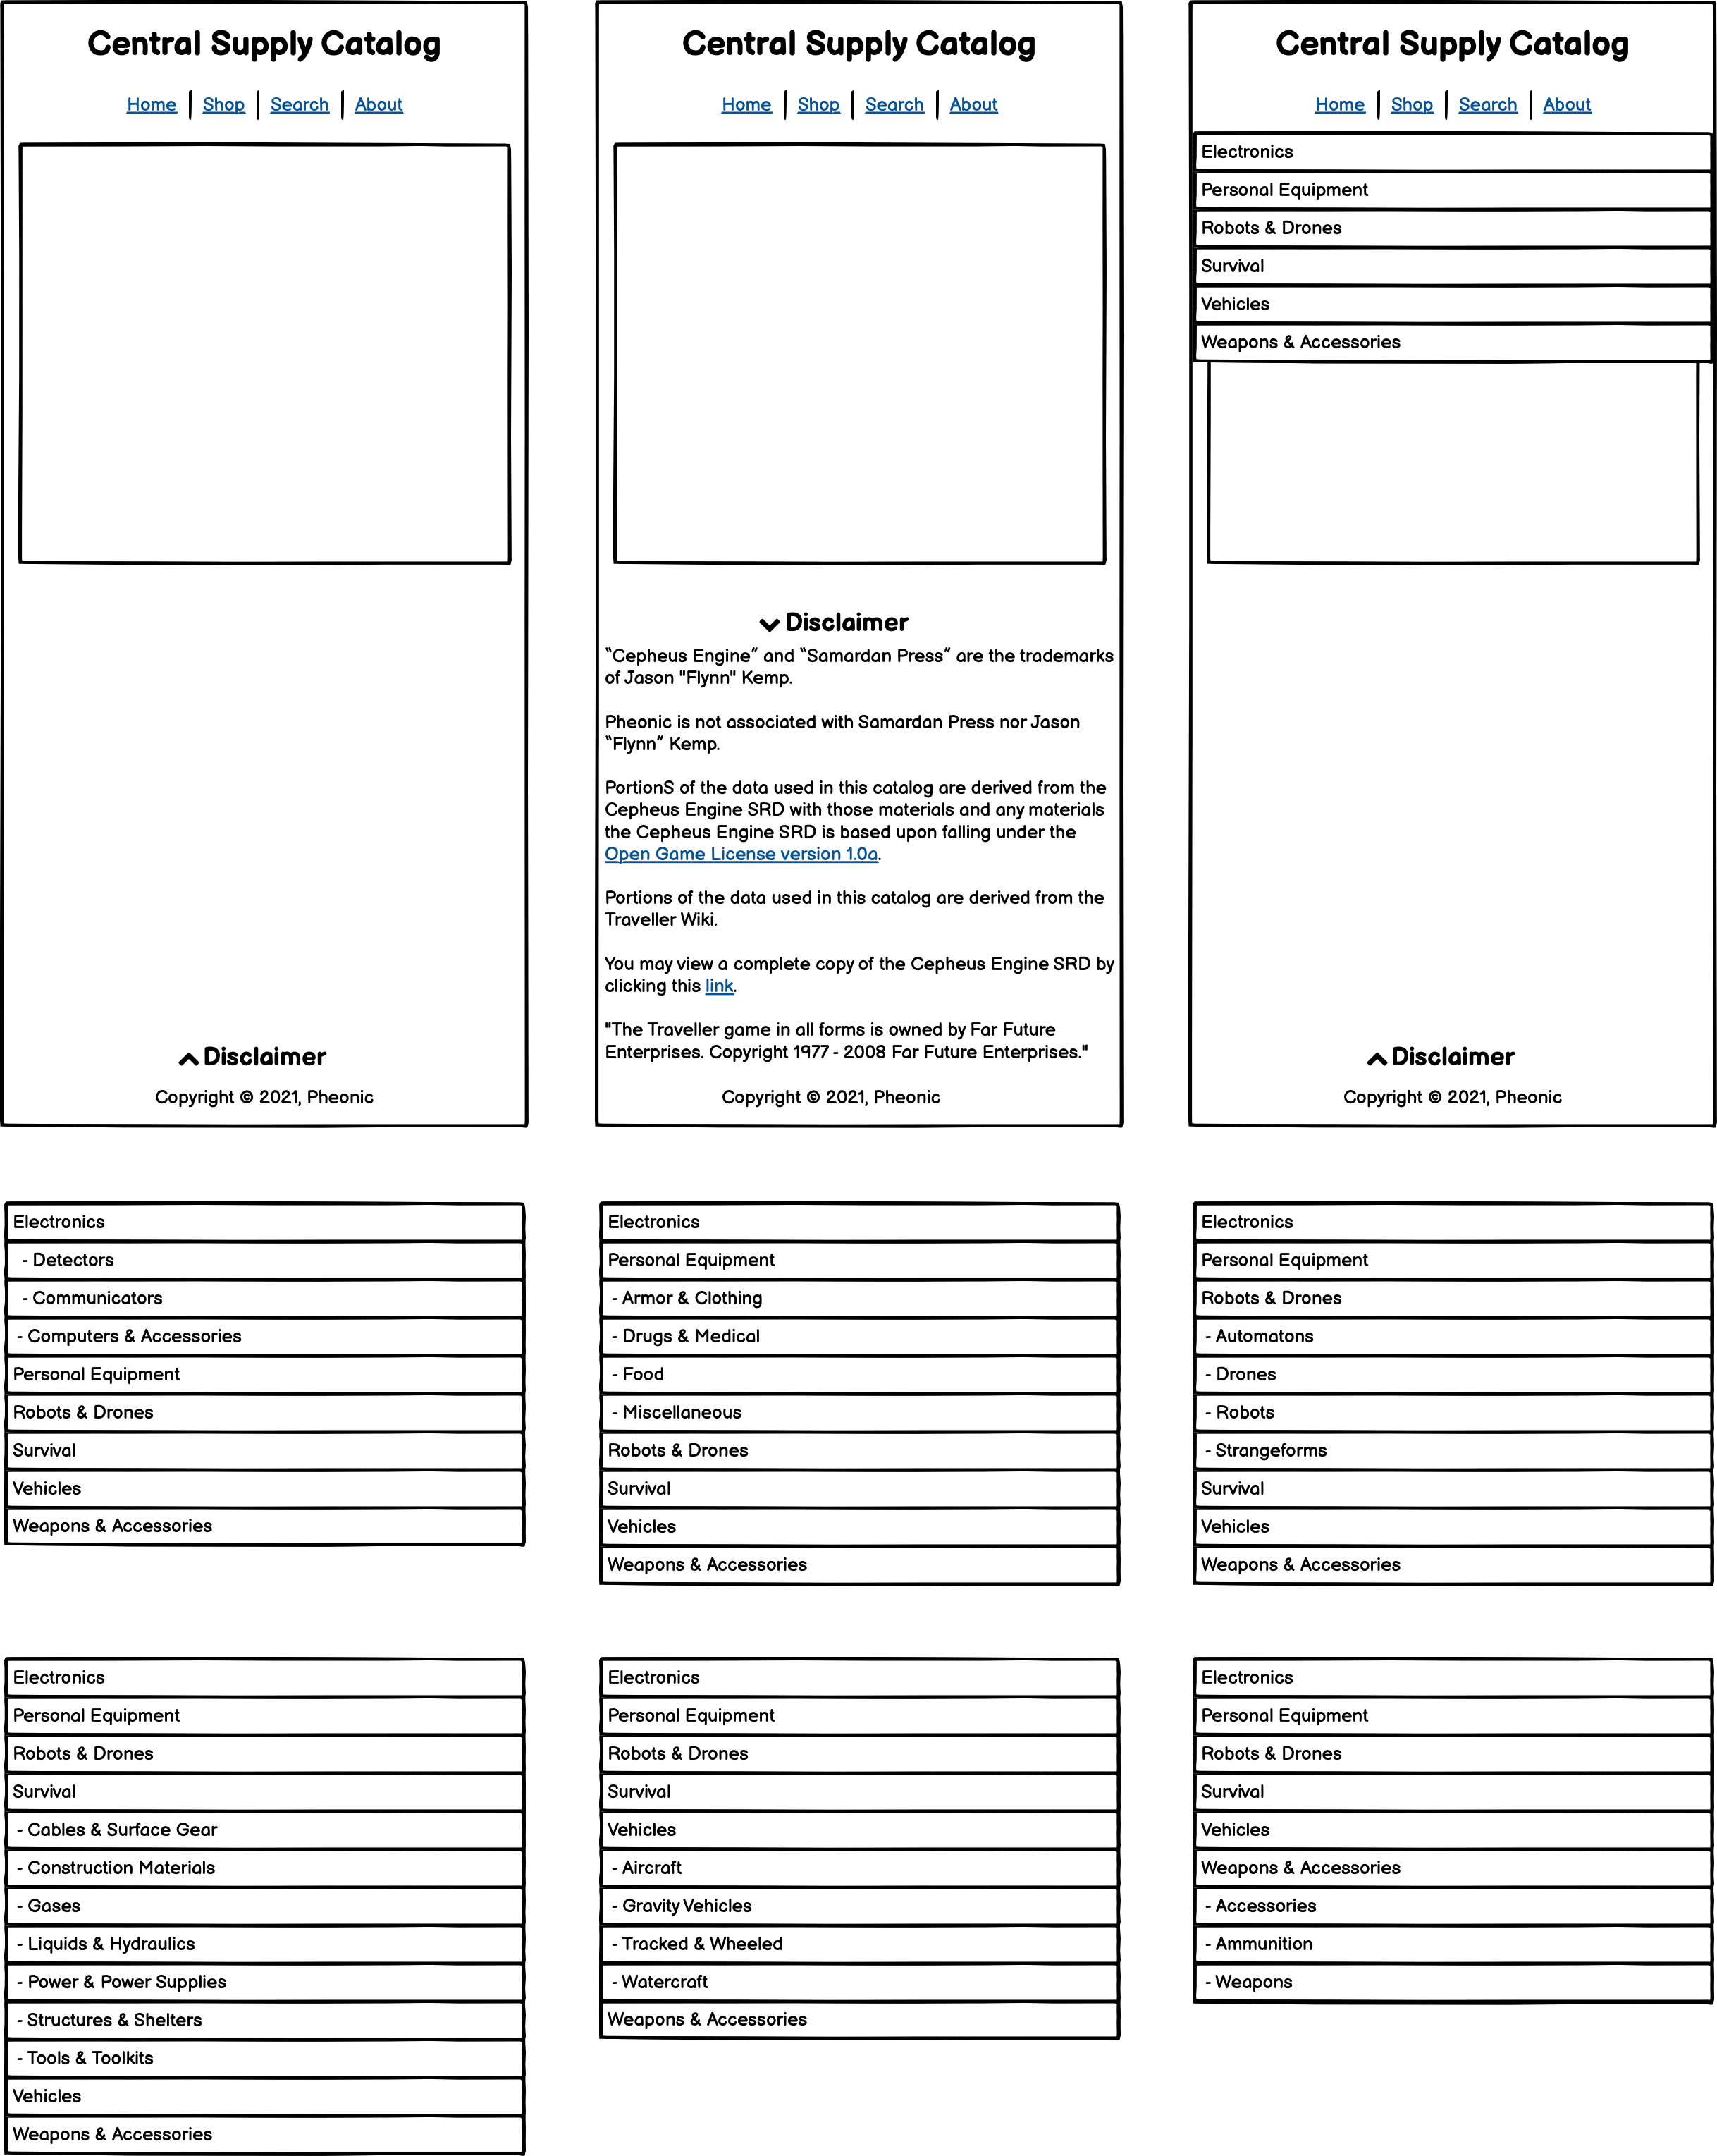 Central Supply Catalog
Home | Shop | Search | About
Disclaimer
Copyright © 2021, Pheonic
Central Supply Catalog
Home | Shop | Search | About
Disclaimer
“Cepheus Engine” and “Samardan Press” are the trademarks
of Jason "Flynn" Kemp.
Pheonic is not associated with Samardan Press nor Jason
“Flynn” Kemp.
PortionS of the data used in this catalog are derived from the
Cepheus Engine SRD with those materials and any materials
the Cepheus Engine SRD is based upon falling under the
Open Game License version 1.0a.
Portions of the data used in this catalog are derived from the
Traveller Wiki.
You may view a complete copy of the Cepheus Engine SRD by
clicking this link.
"The Traveller game in all forms is owned by Far Future
Enterprises. Copyright 1977 - 2008 Far Future Enterprises."
Copyright © 2021, Pheonic
Central Supply Catalog
Home | Shop | Search | About
Electronics
Personal Equipment
Robots & Drones
Survival
Vehicles
Weapons & Accessories
Disclaimer
Copyright © 2021, Pheonic
Electronics
- Detectors
- Communicators
- Computers & Accessories
Personal Equipment
Robots & Drones
Survival
Vehicles
Weapons & Accessories
Electronics
Personal Equipment
- Armor & Clothing
- Drugs & Medical
- Food
- Miscellaneous
Robots & Drones
Survival
Vehicles
Weapons & Accessories
Electronics
Personal Equipment
Robots & Drones
- Automatons
- Drones
- Robots
- Strangeforms
Survival
Vehicles
Weapons & Accessories
Electronics
Personal Equipment
Robots & Drones
Survival
- Cables & Surface Gear
- Construction Materials
- Gases
- Liquids & Hydraulics
- Power & Power Supplies
- Structures & Shelters
- Tools & Toolkits
Vehicles
Weapons & Accessories
Electronics
Personal Equipment
Robots & Drones
Survival
Vehicles
- Aircraft
- Gravity Vehicles
- Tracked & Wheeled
- Watercraft
Weapons & Accessories
Electronics
Personal Equipment
Robots & Drones
Survival
Vehicles
Weapons & Accessories
- Accessories
- Ammunition
- Weapons